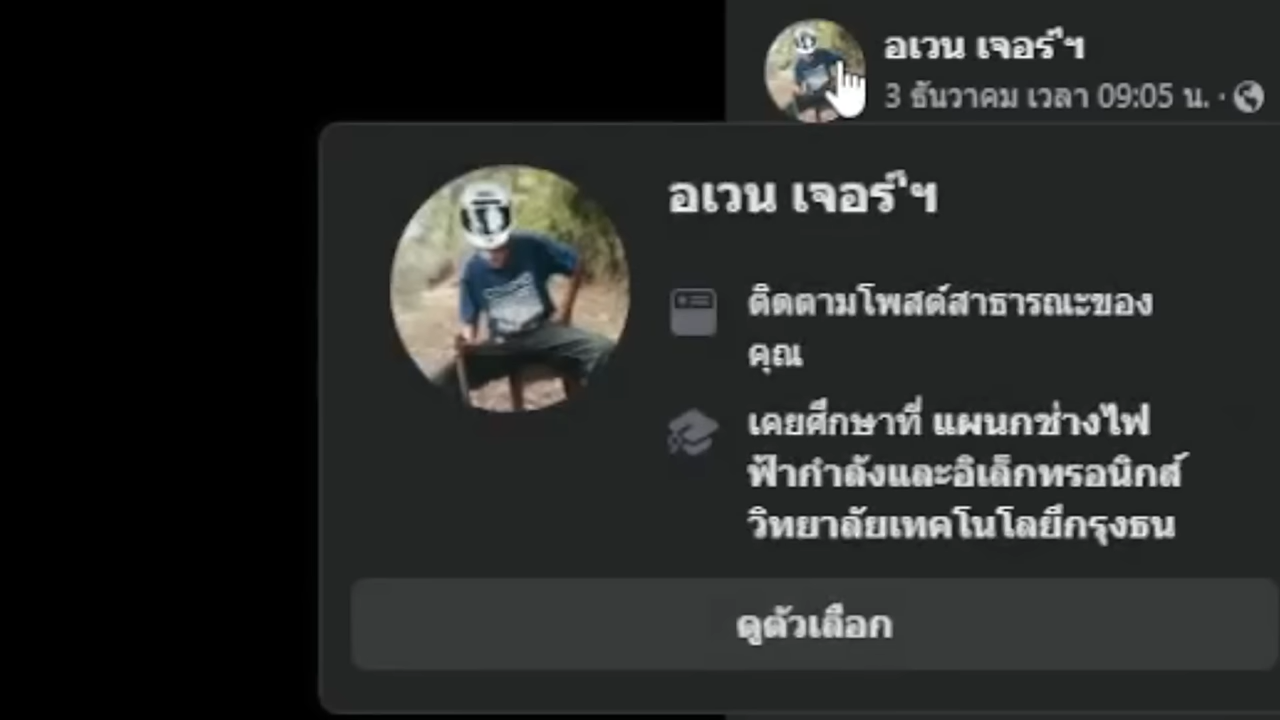 อเวน เจอร์ ̎ฯ
3 ธันวาคม เวลา 09:05 น. ·
อเวน เจอร์ ̎ฯ
ติดตามโพสต์สาธารณะของ
คุณ
เคยศึกษาที่ แผนกช่างไฟ
ฟ้ากำลังและอิเล็กทรอนิกส์
วิทยาลัยเทคโนโลยีกรุงธน
ดูตัวเลือก